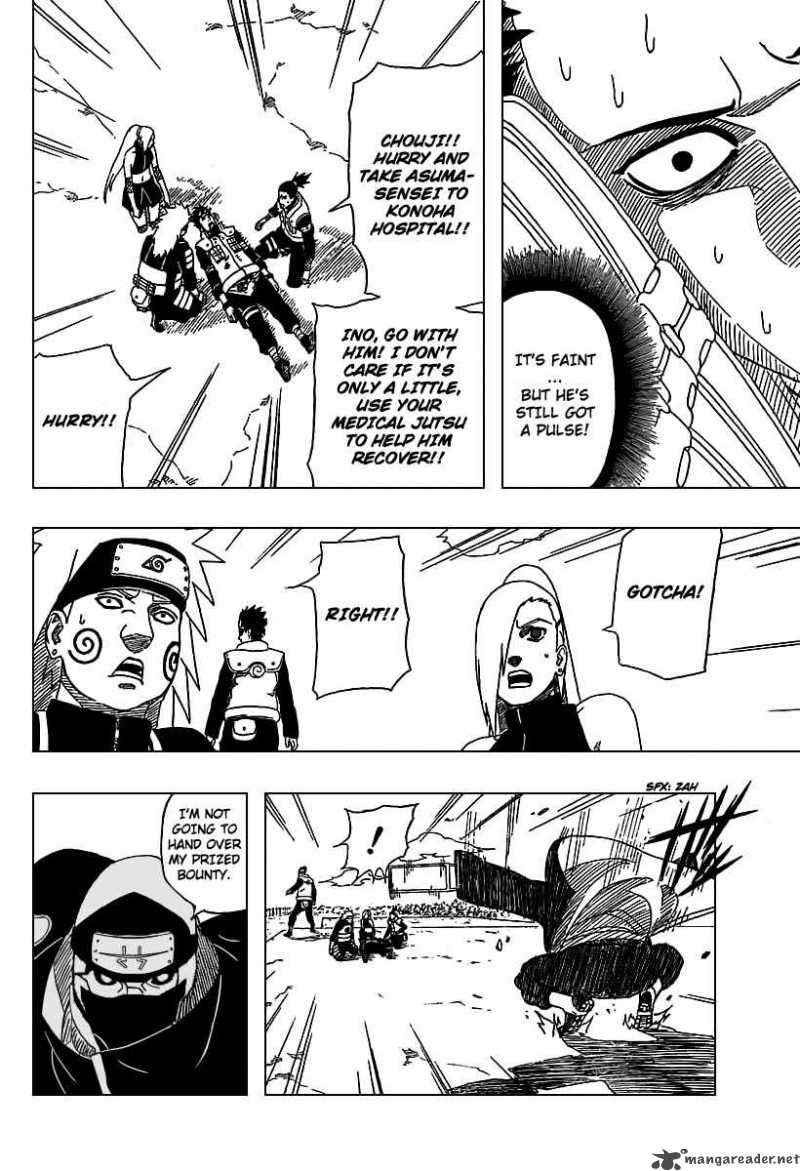 IT'S FAINT
...
BUT HE'S
STILL GOT
A PULSE!
CHOUJI!!
HURRY AND
TAKE ASUMA-
SENSEI TO
KONOHA
HOSPITAL!!
INO, GO WITH
HIM! I DON'T
CARE IF IT'S
ONLY A LITTLE,
USE YOUR
MEDICAL JUTSU
TO HELP HIM
RECOVER!!
HURRY!!
GOTCHA!
RIGHT!!
SFX: ZAH
!
I'M NOT
GOING TO
HAND OVER
MY PRIZED
BOUNTY.
mangareader.net